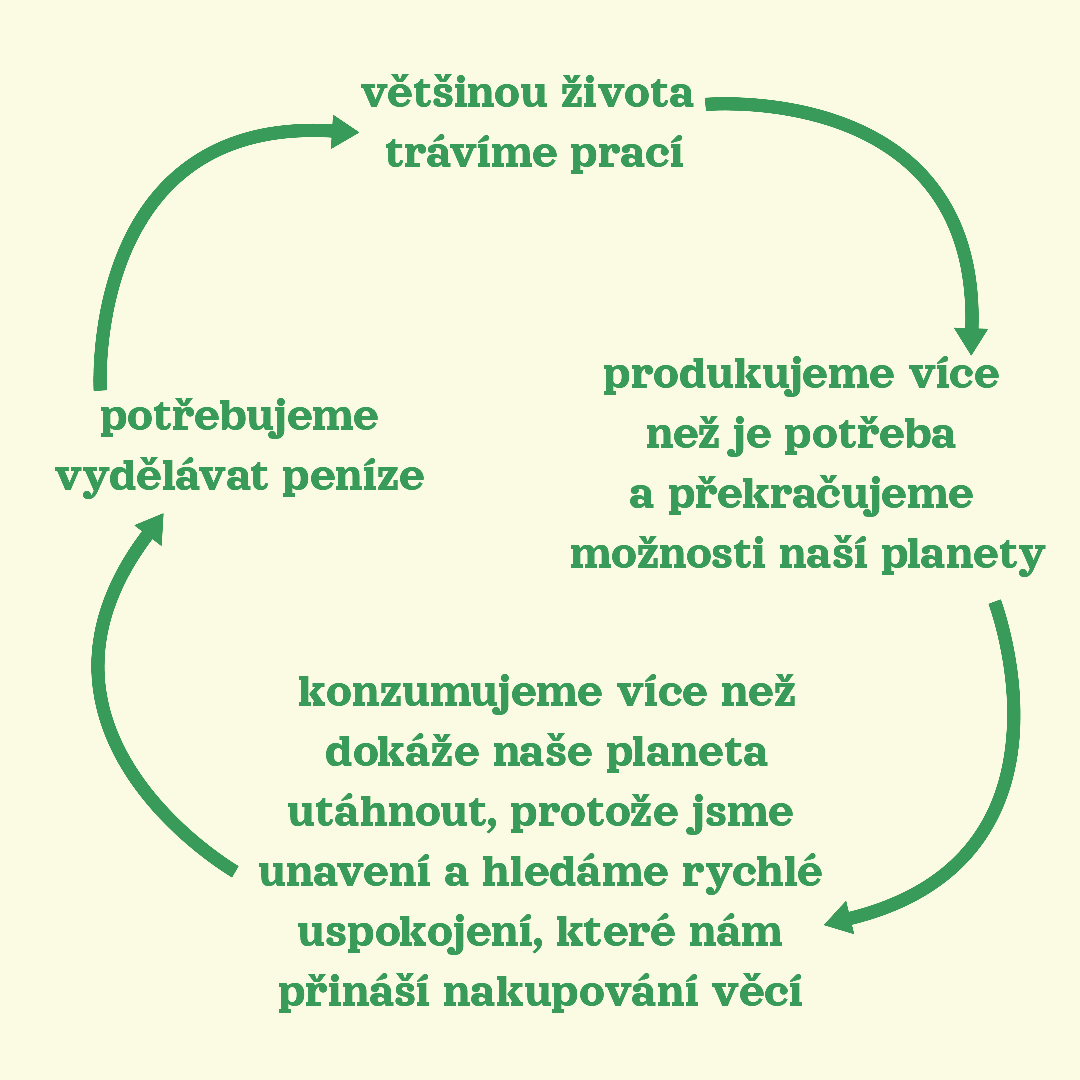 většinou života
trávíme prací
produkujeme více
než je potřeba
a překračujeme
možnosti naší planety
konzumujeme více než
dokáže naše planeta
utáhnout, protože jsme
unavení a hledáme rychlé
uspokojení, které nám
přináší nakupování věcí
potřebujeme
vydělávat peníze